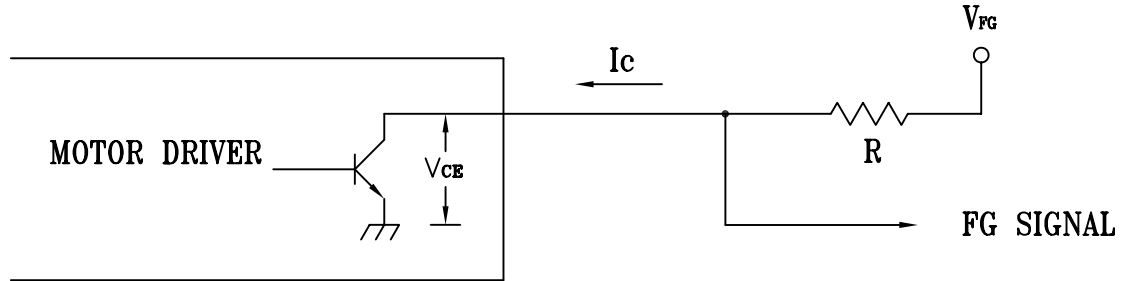 VFG
Ic
MOTOR DRIVER
VCE
R
FG SIGNAL